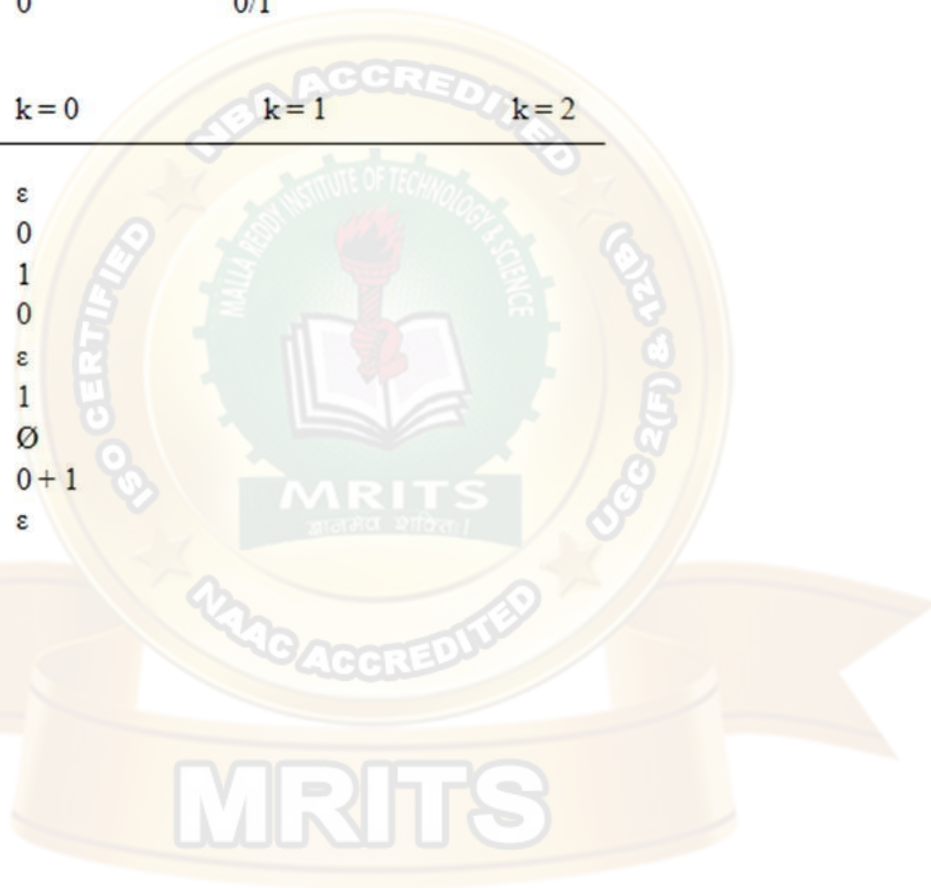 0 0/1
k = 0 k = 1 k = 2
ε
0
1
0
ε
1
Ø
0 + 1
ε
NBA ACCREDITED
MALLA REDDY INSTITUTE OF TECHNOLOGY & SCIENCE
ISO CERTIFIED
UGC 2(F) & 12(B)
MRITS
NAAC ACCREDITED
MRITS